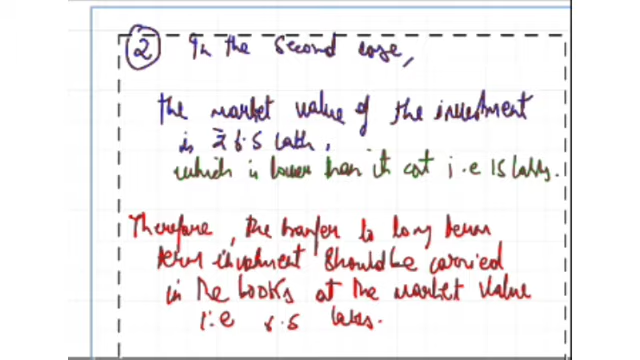 ② In the second case,
the market value of the investment
is ₹ 6.5 lakh,
which is lower than its cost i.e 15 lakhs.
Therefore, the transfer to long term
term investment should be carried
in the books at the market value
i.e 6.5 lakhs.